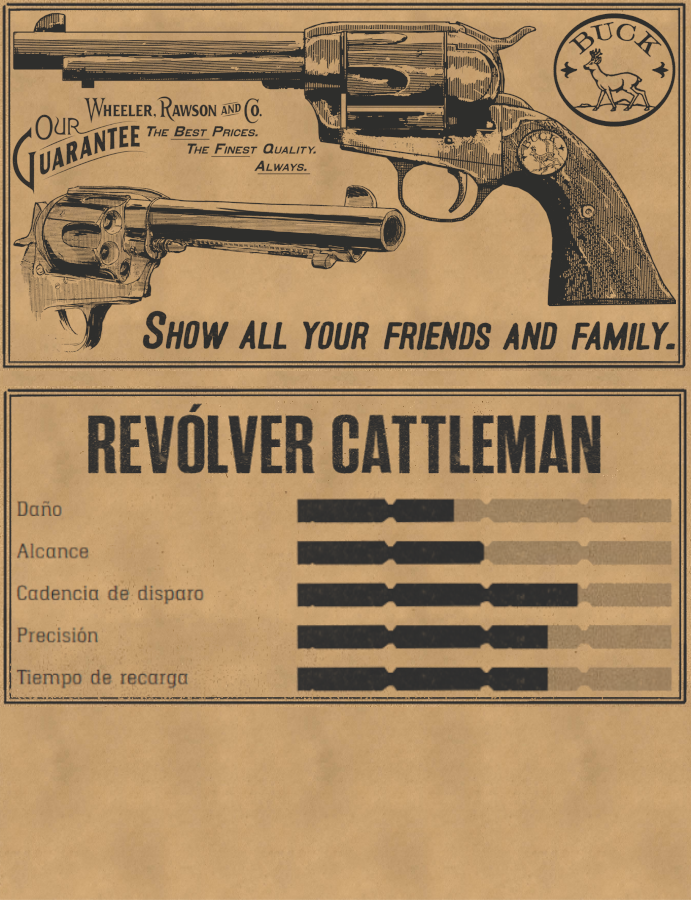 BUCK
WHEELER, RAWSON AND CO.
OUR GUARANTEE
THE BEST PRICES.
THE FINEST QUALITY.
ALWAYS.
BUCK
SHOW ALL YOUR FRIENDS AND FAMILY.
REVÓLVER CATTLEMAN
Daño
Alcance
Cadencia de disparo
Precisión
Tiempo de recarga